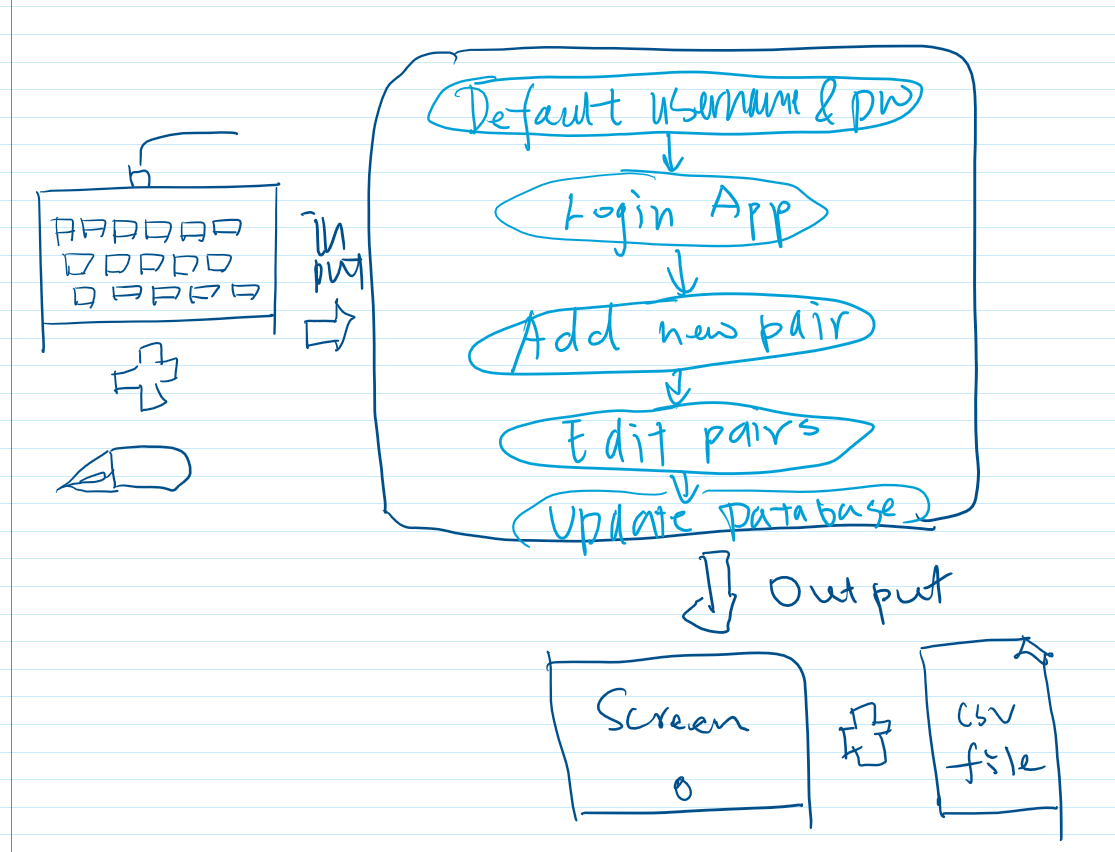 Default username & pw
Login App
in
put
Add new pair
Edit pairs
Update Database
Output
Screen
csv
file